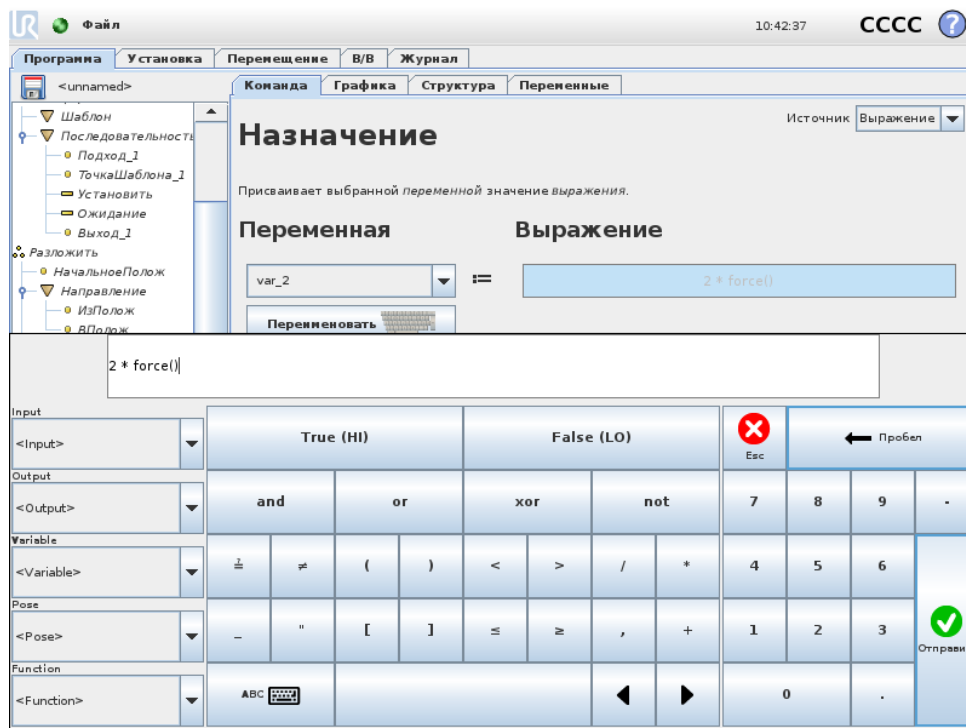 UR Файл 10:42:37 CCCC ?
Программа Установка Перемещение В/В Журнал
<unnamed> Команда Графика Структура Переменные
Шаблон
Последовательность
Подход_1
ТочкаШаблона_1
Установить
Ожидание
Выход_1
Разложить
НачальноеПолож
Направление
ИзПолож
ВПолож
Источник Выражение
Назначение
Присваивает выбранной переменной значение выражения.
Переменная Выражение
var_2 := 2 * force()
Переименовать
2 * force()
Input
<Input> True (HI) False (LO) Esc Пробел
Output
<Output> and or xor not 7 8 9 -
Variable
<Variable> ≟ ≠ ( ) < > / * 4 5 6
Pose
<Pose> _ " [ ] ≤ ≥ , + 1 2 3 Отправи
Function
<Function> ABC 0 .